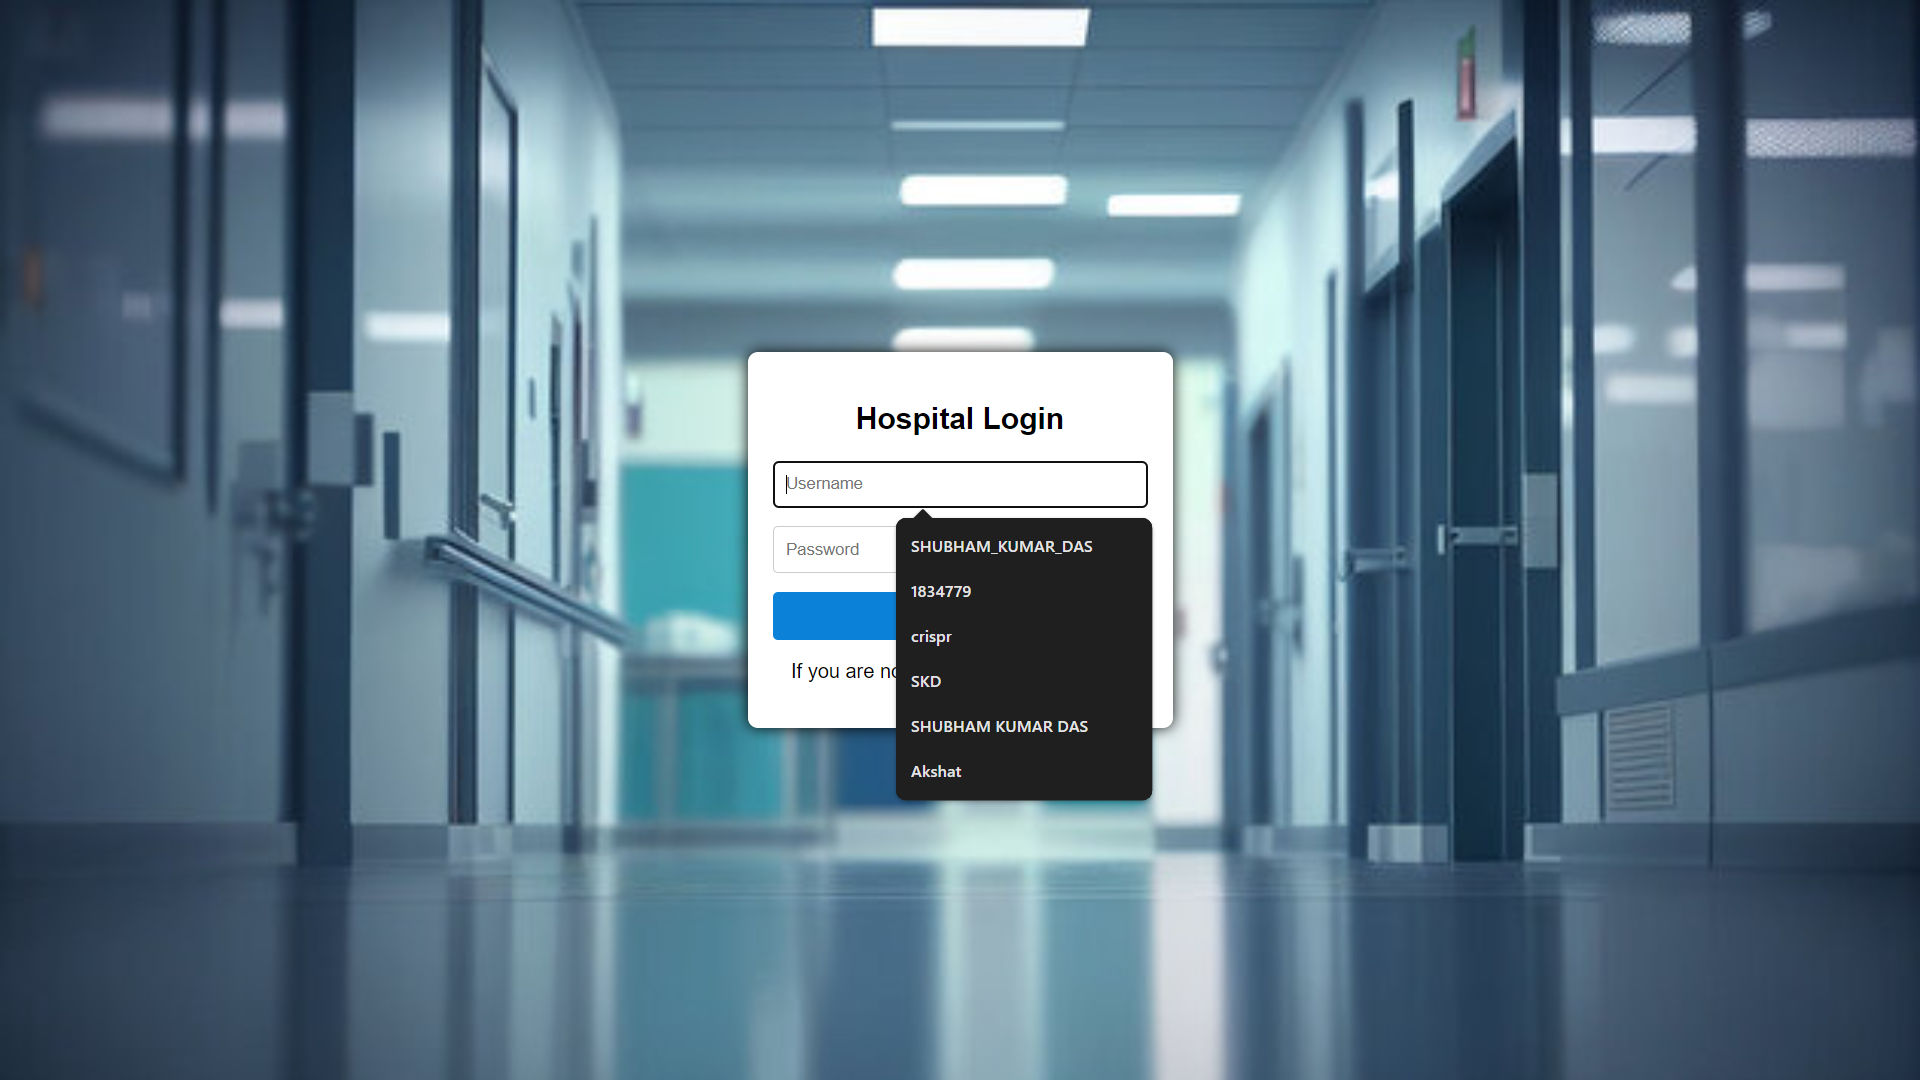 Hospital Login
Username
Password
If you are no
SHUBHAM_KUMAR_DAS
1834779
crispr
SKD
SHUBHAM KUMAR DAS
Akshat